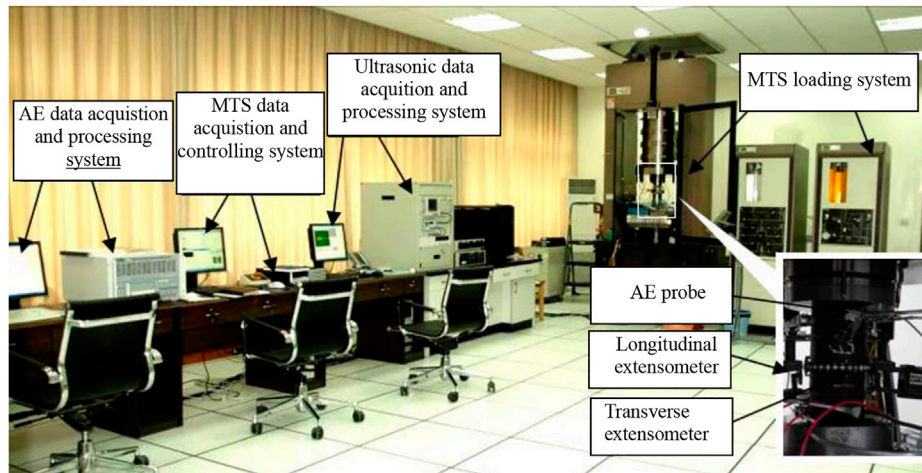 AE data acquistion
and processing
system
MTS data
acquistion and
controlling system
Ultrasonic data
acquition and
processing system
MTS loading system
AE probe
Longitudinal
extensometer
Transverse
extensometer